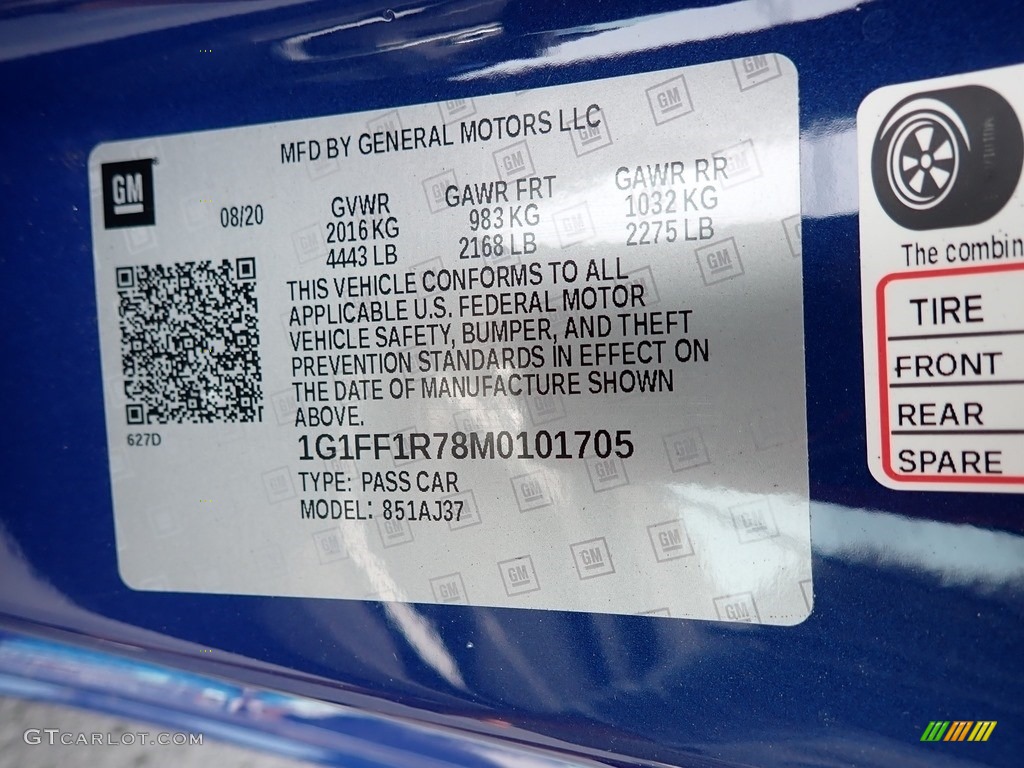 MFD BY GENERAL MOTORS LLC
GM
08/20
GVWR
2016 KG
4443 LB
GAWR FRT
983 KG
2168 LB
GAWR RR
1032 KG
2275 LB
THIS VEHICLE CONFORMS TO ALL
APPLICABLE U.S. FEDERAL MOTOR
VEHICLE SAFETY, BUMPER, AND THEFT
PREVENTION STANDARDS IN EFFECT ON
THE DATE OF MANUFACTURE SHOWN
ABOVE.
627D
1G1FF1R78M0101705
TYPE: PASS CAR
MODEL: 851AJ37
The combin
TIRE
FRONT
REAR
SPARE
GTCARLOT.COM